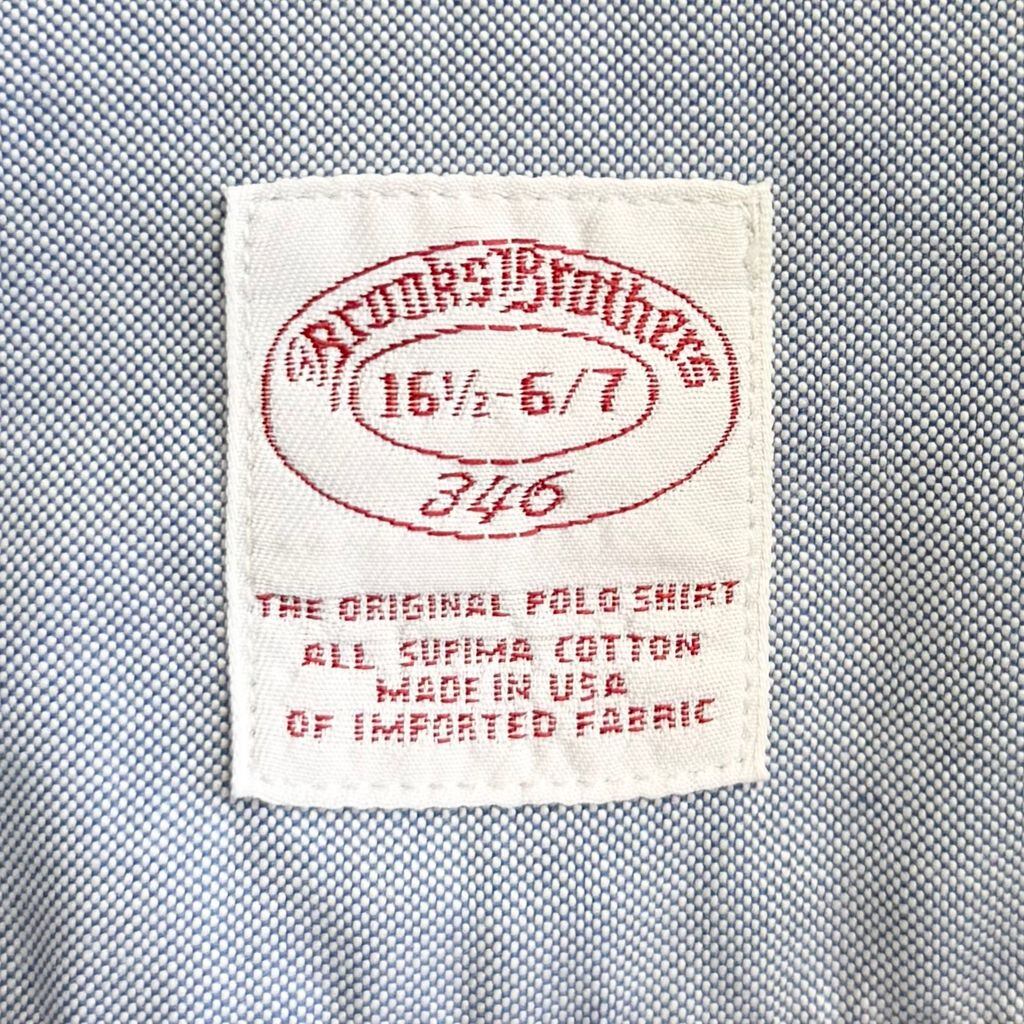 ® Brooks Brothers
16½-6/7
346
THE ORIGINAL POLO SHIRT
ALL SUPIMA COTTON
MADE IN USA
OF IMPORTED FABRIC